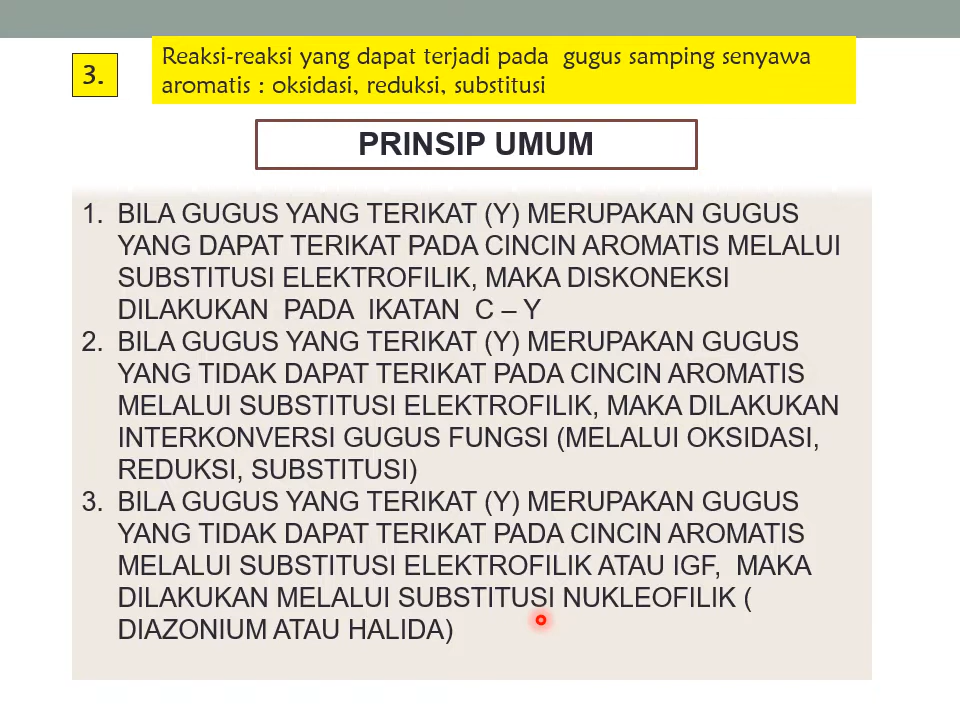 3.
Reaksi-reaksi yang dapat terjadi pada  gugus samping senyawa
aromatis : oksidasi, reduksi, substitusi
PRINSIP UMUM
1. BILA GUGUS YANG TERIKAT (Y) MERUPAKAN GUGUS
YANG DAPAT TERIKAT PADA CINCIN AROMATIS MELALUI
SUBSTITUSI ELEKTROFILIK, MAKA DISKONEKSI
DILAKUKAN  PADA  IKATAN  C – Y
2. BILA GUGUS YANG TERIKAT (Y) MERUPAKAN GUGUS
YANG TIDAK DAPAT TERIKAT PADA CINCIN AROMATIS
MELALUI SUBSTITUSI ELEKTROFILIK, MAKA DILAKUKAN
INTERKONVERSI GUGUS FUNGSI (MELALUI OKSIDASI,
REDUKSI, SUBSTITUSI)
3. BILA GUGUS YANG TERIKAT (Y) MERUPAKAN GUGUS
YANG TIDAK DAPAT TERIKAT PADA CINCIN AROMATIS
MELALUI SUBSTITUSI ELEKTROFILIK ATAU IGF,  MAKA
DILAKUKAN MELALUI SUBSTITUSI NUKLEOFILIK (
DIAZONIUM ATAU HALIDA)